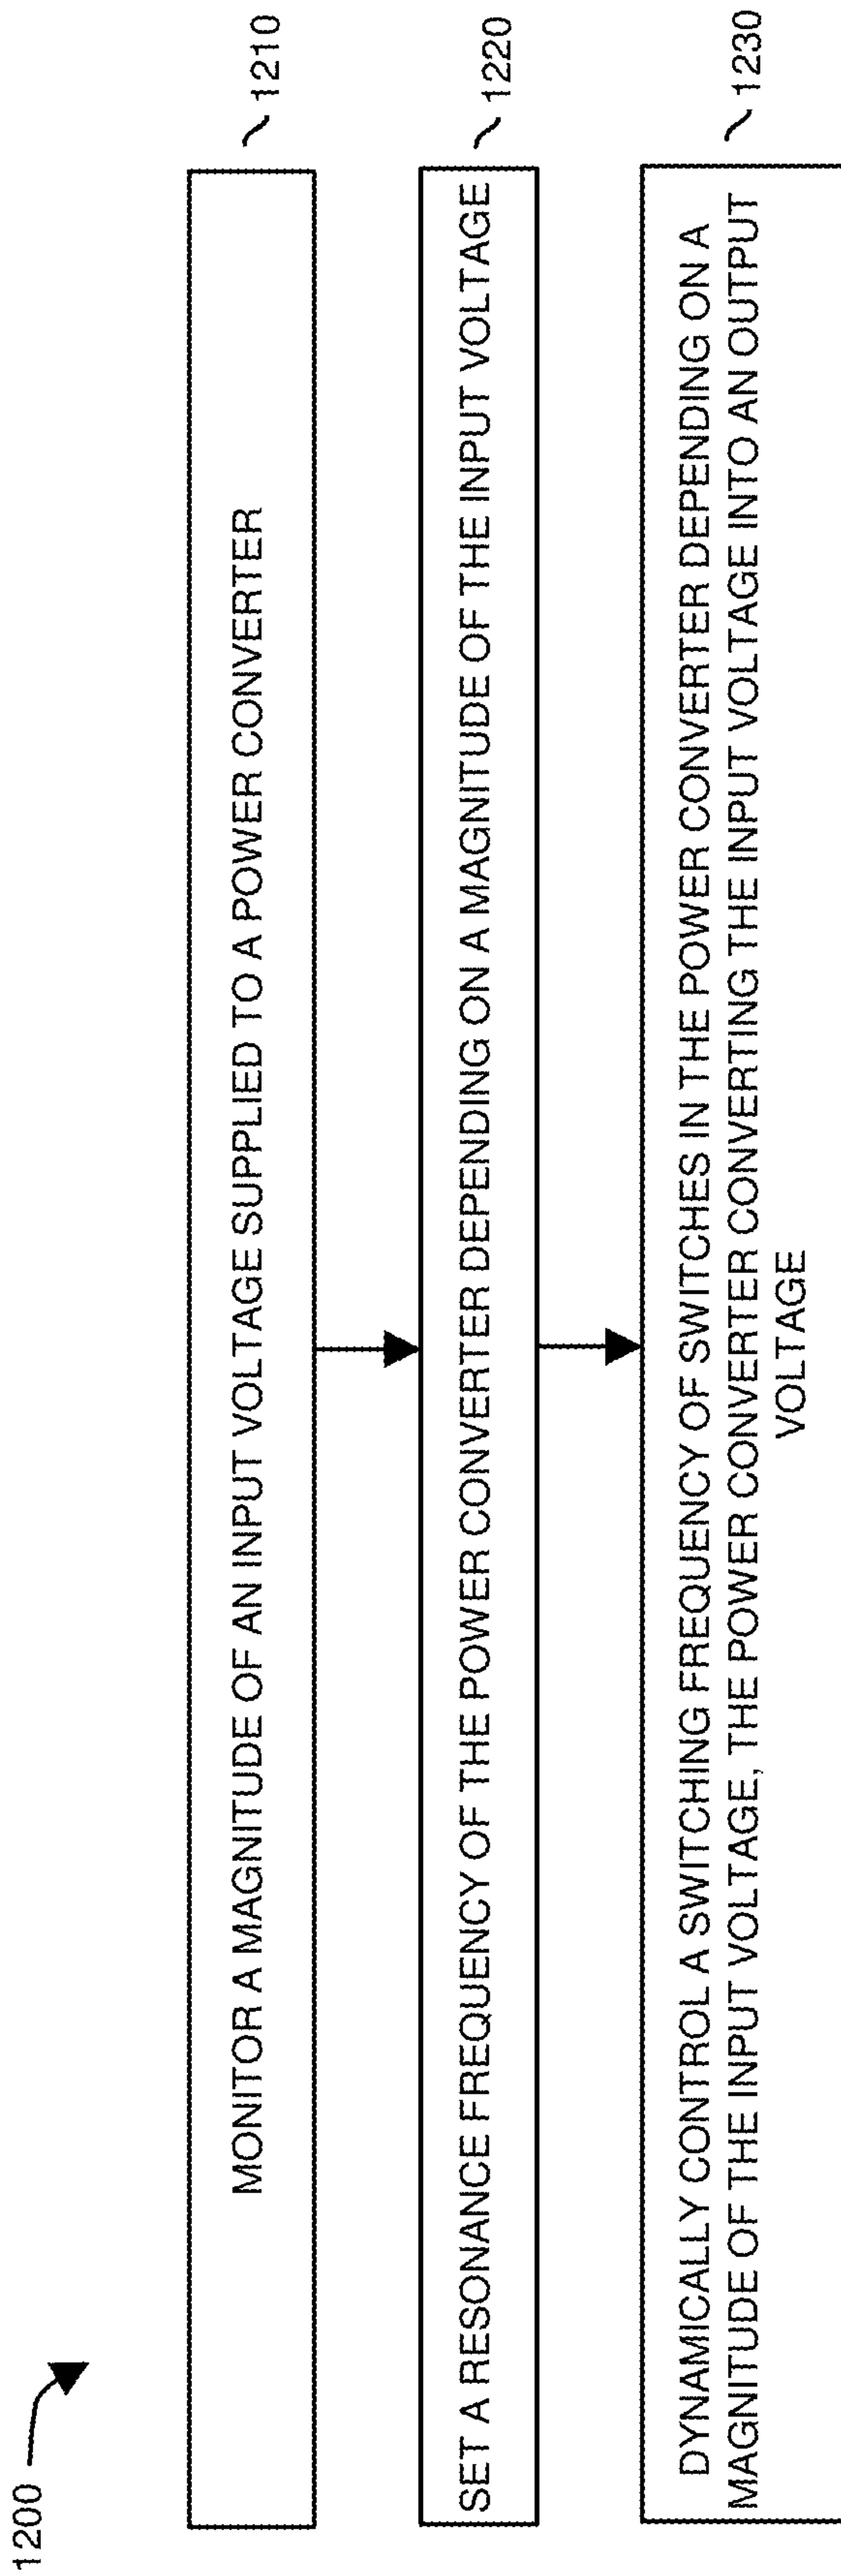 1200
MONITOR A MAGNITUDE OF AN INPUT VOLTAGE SUPPLIED TO A POWER CONVERTER
1210
SET A RESONANCE FREQUENCY OF THE POWER CONVERTER DEPENDING ON A MAGNITUDE OF THE INPUT VOLTAGE
1220
DYNAMICALLY CONTROL A SWITCHING FREQUENCY OF SWITCHES IN THE POWER CONVERTER DEPENDING ON A
MAGNITUDE OF THE INPUT VOLTAGE, THE POWER CONVERTER CONVERTING THE INPUT VOLTAGE INTO AN OUTPUT
VOLTAGE
1230